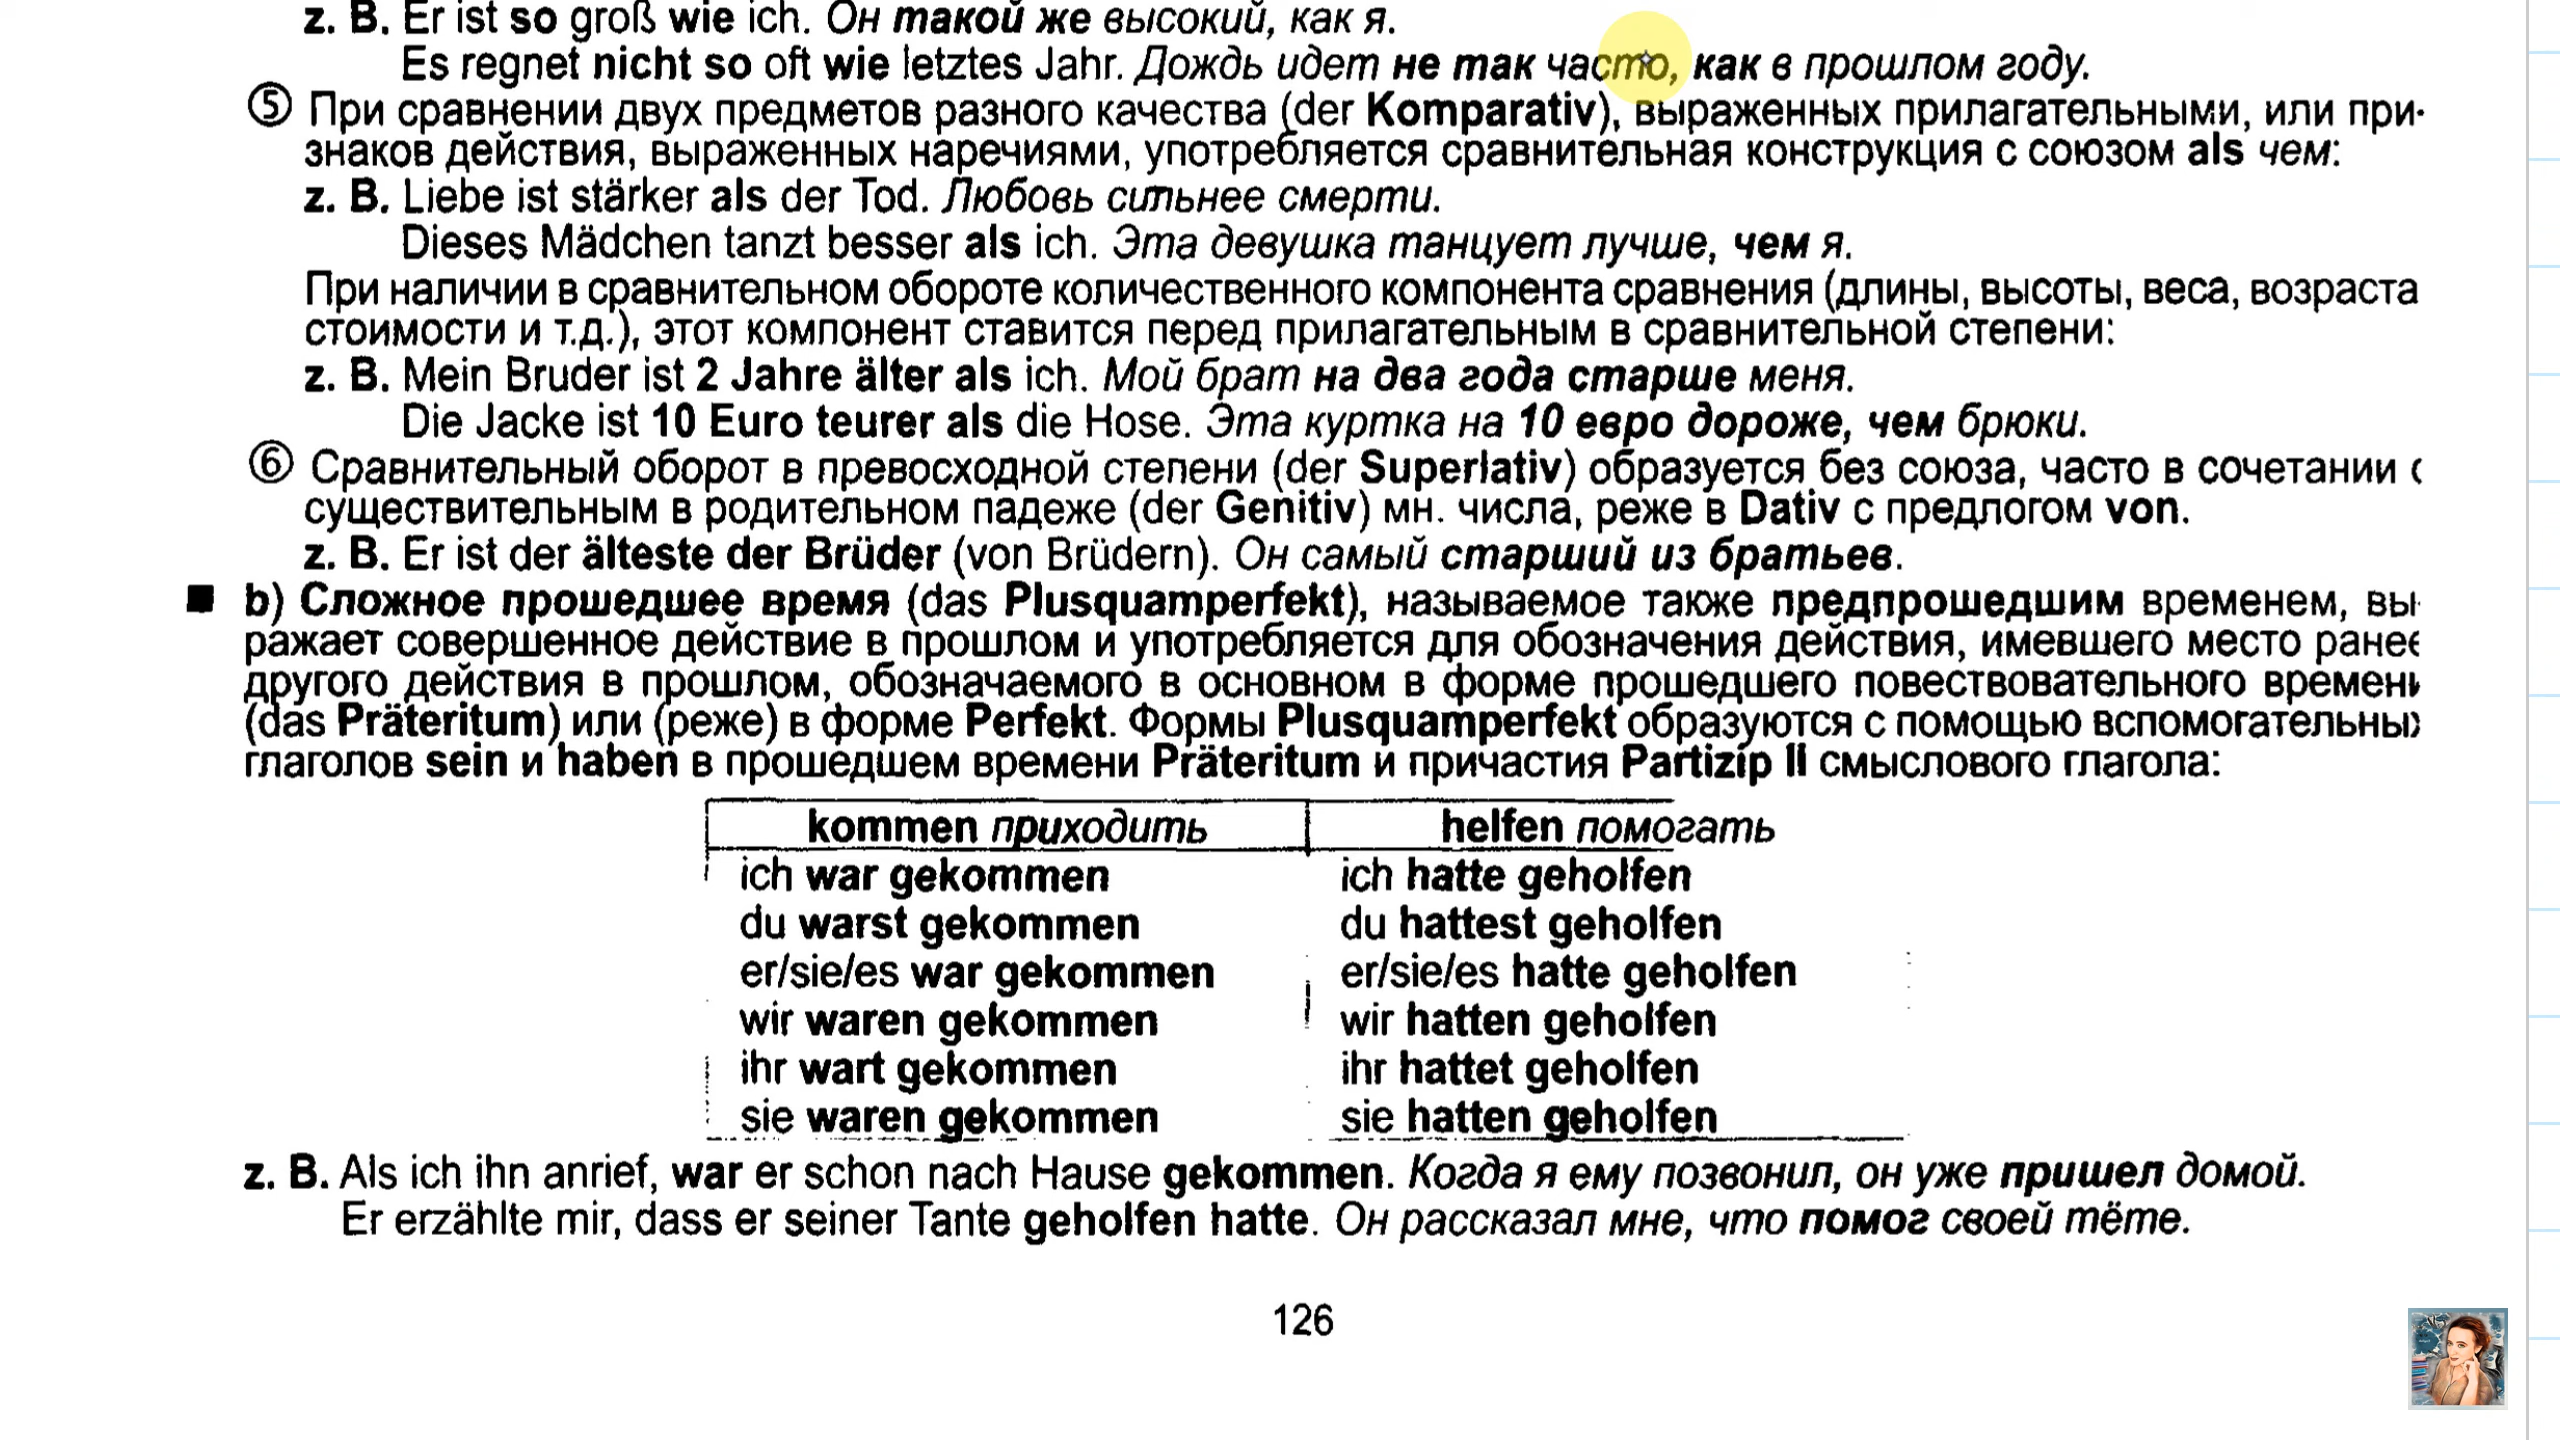 z. B. Er ist so groß wie ich. Он такой же высокий, как я.
Es regnet nicht so oft wie letztes Jahr. Дождь идет не так часто, как в прошлом году.
⑤ При сравнении двух предметов разного качества (der Komparativ), выраженных прилагательными, или при-
знаков действия, выраженных наречиями, употребляется сравнительная конструкция с союзом als чем:
z. B. Liebe ist stärker als der Tod. Любовь сильнее смерти.
Dieses Mädchen tanzt besser als ich. Эта девушка танцует лучше, чем я.
При наличии в сравнительном обороте количественного компонента сравнения (длины, высоты, веса, возраста
стоимости и т.д.), этот компонент ставится перед прилагательным в сравнительной степени:
z. B. Mein Bruder ist 2 Jahre älter als ich. Мой брат на два года старше меня.
Die Jacke ist 10 Euro teurer als die Hose. Эта куртка на 10 евро дороже, чем брюки.
⑥ Сравнительный оборот в превосходной степени (der Superlativ) образуется без союза, часто в сочетании с
существительным в родительном падеже (der Genitiv) мн. числа, реже в Dativ с предлогом von.
z. B. Er ist der älteste der Brüder (von Brüdern). Он самый старший из братьев.
■ b) Сложное прошедшее время (das Plusquamperfekt), называемое также предпрошедшим временем, вы-
ражает совершенное действие в прошлом и употребляется для обозначения действия, имевшего место ранее
другого действия в прошлом, обозначаемого в основном в форме прошедшего повествовательного времени
(das Präteritum) или (реже) в форме Perfekt. Формы Plusquamperfekt образуются с помощью вспомогательных
глаголов sein и haben в прошедшем времени Präteritum и причастия Partizip II смыслового глагола:
kommen приходить helfen помогать
ich war gekommen ich hatte geholfen
du warst gekommen du hattest geholfen
er/sie/es war gekommen er/sie/es hatte geholfen
wir waren gekommen wir hatten geholfen
ihr wart gekommen ihr hattet geholfen
sie waren gekommen sie hatten geholfen
z. B. Als ich ihn anrief, war er schon nach Hause gekommen. Когда я ему позвонил, он уже пришел домой.
Er erzählte mir, dass er seiner Tante geholfen hatte. Он рассказал мне, что помог своей тёте.
126